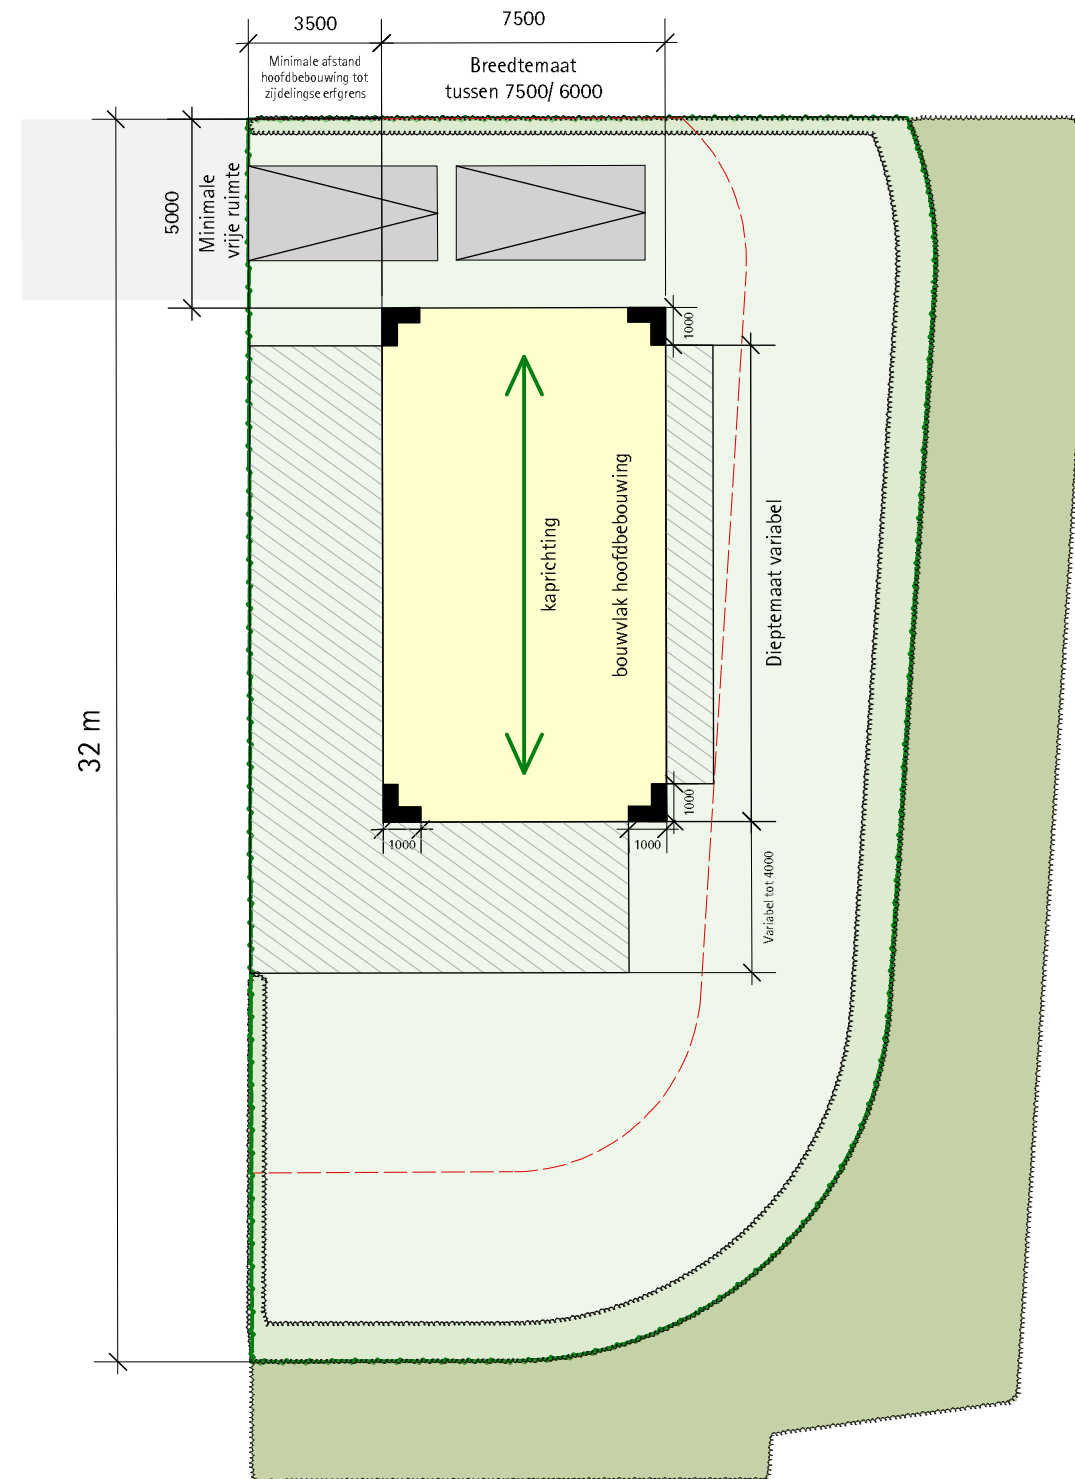 3500
7500
Minimale afstand
hoofdbebouwing tot
zijdelingse erfgrens
Breedtemaat
tussen 7500/ 6000
5000
Minimale
vrije ruimte
1000
kaprichting
bouwvlak hoofdbebouwing
Dieptemaat variabel
32 m
1000
1000
1000
Variabel tot 4000